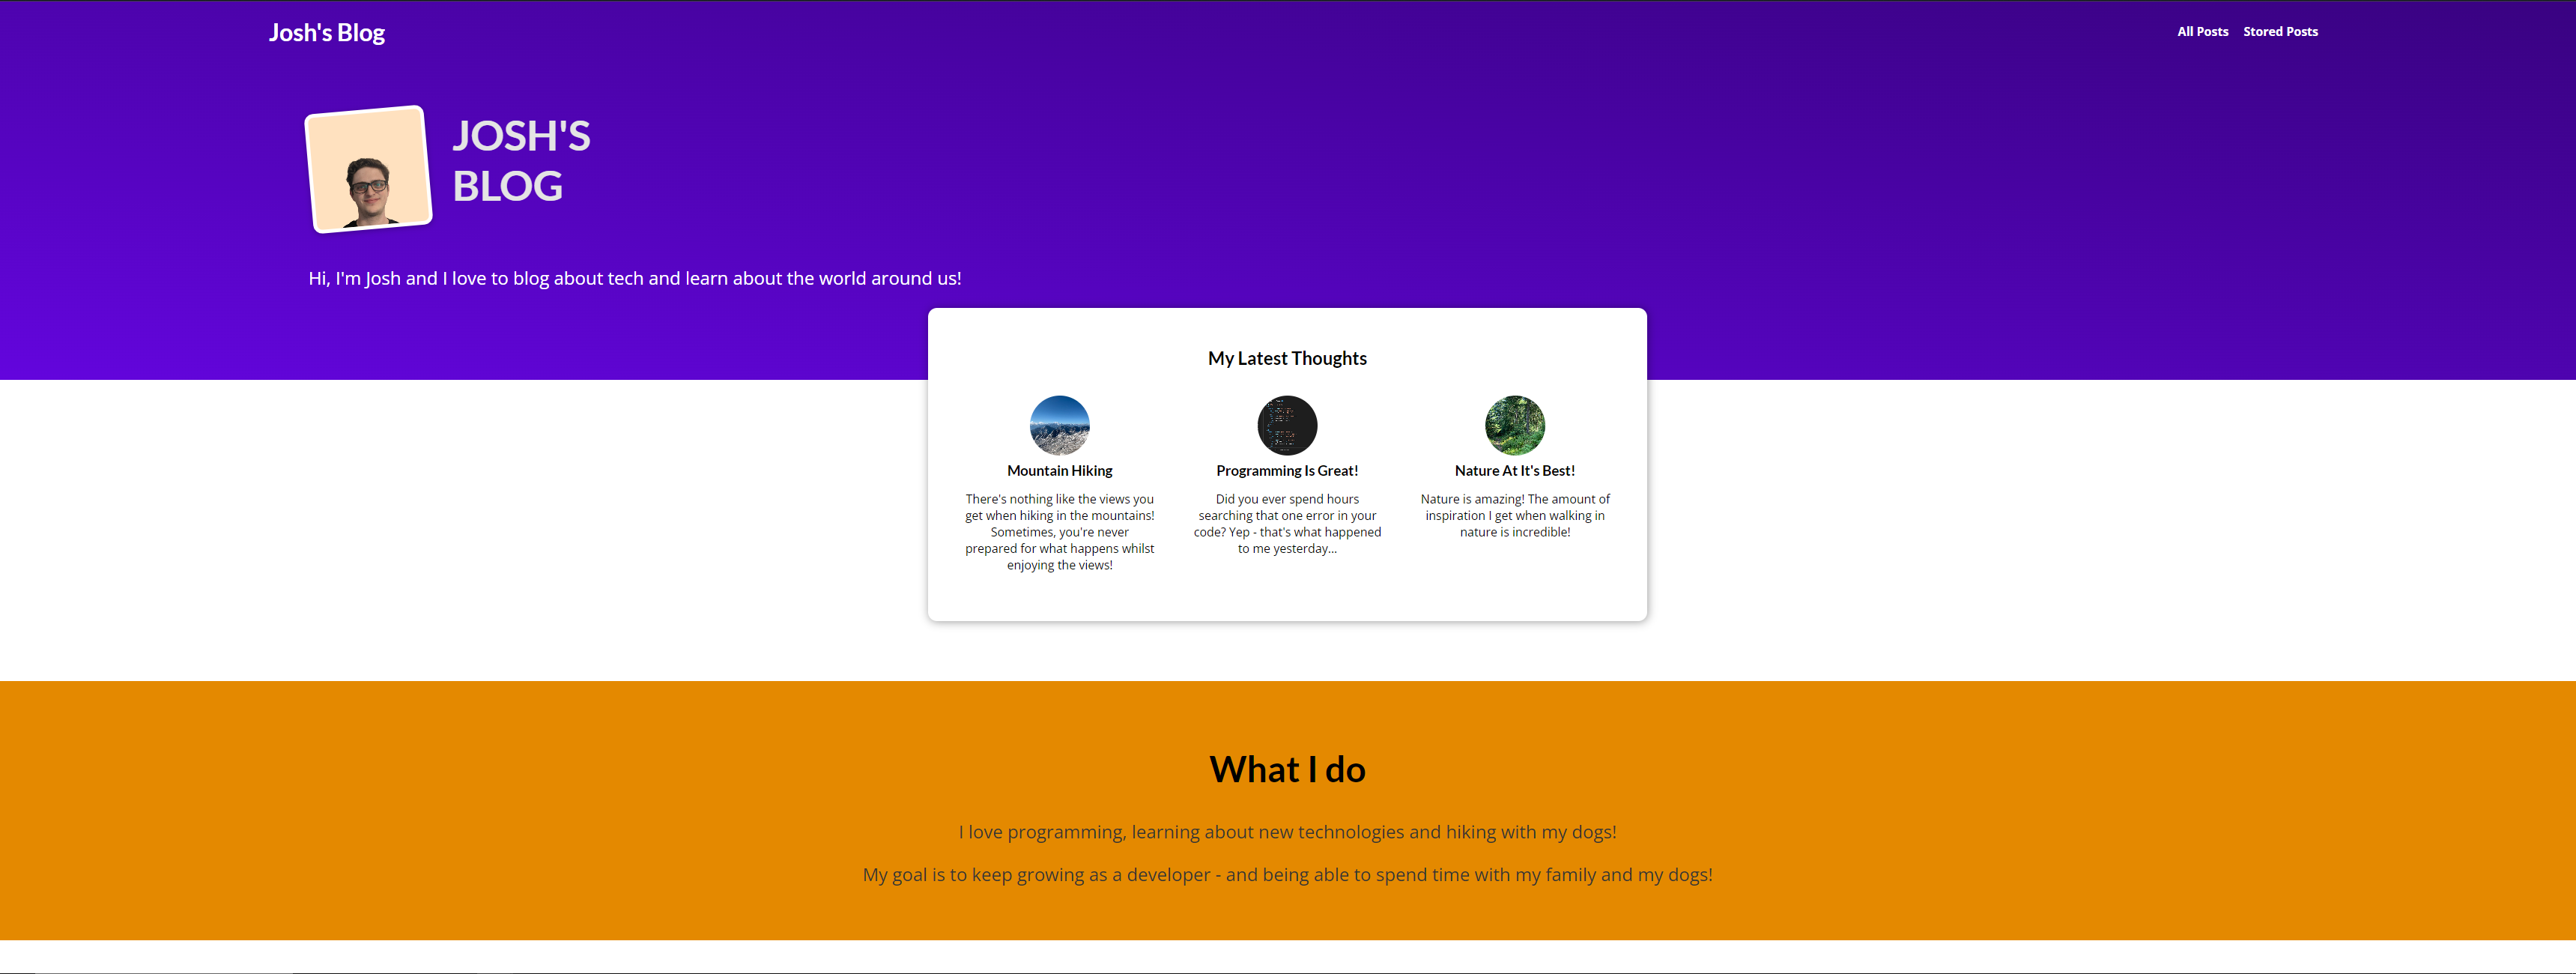 Josh's Blog
All Posts Stored Posts
JOSH'S
BLOG
Hi, I'm Josh and I love to blog about tech and learn about the world around us!
My Latest Thoughts
Mountain Hiking
There's nothing like the views you
get when hiking in the mountains!
Sometimes, you're never
prepared for what happens whilst
enjoying the views!
Programming Is Great!
Did you ever spend hours
searching that one error in your
code? Yep - that's what happened
to me yesterday...
Nature At It's Best!
Nature is amazing! The amount of
inspiration I get when walking in
nature is incredible!
What I do
I love programming, learning about new technologies and hiking with my dogs!
My goal is to keep growing as a developer - and being able to spend time with my family and my dogs!